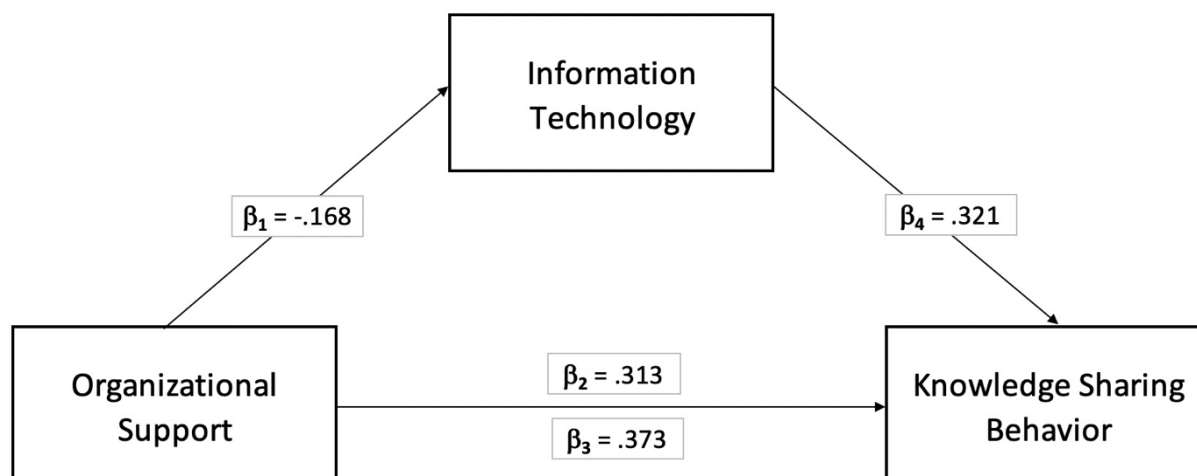 Information
Technology
β₁ = -.168
β₄ = .321
Organizational
Support
β₂ = .313
β₃ = .373
Knowledge Sharing
Behavior